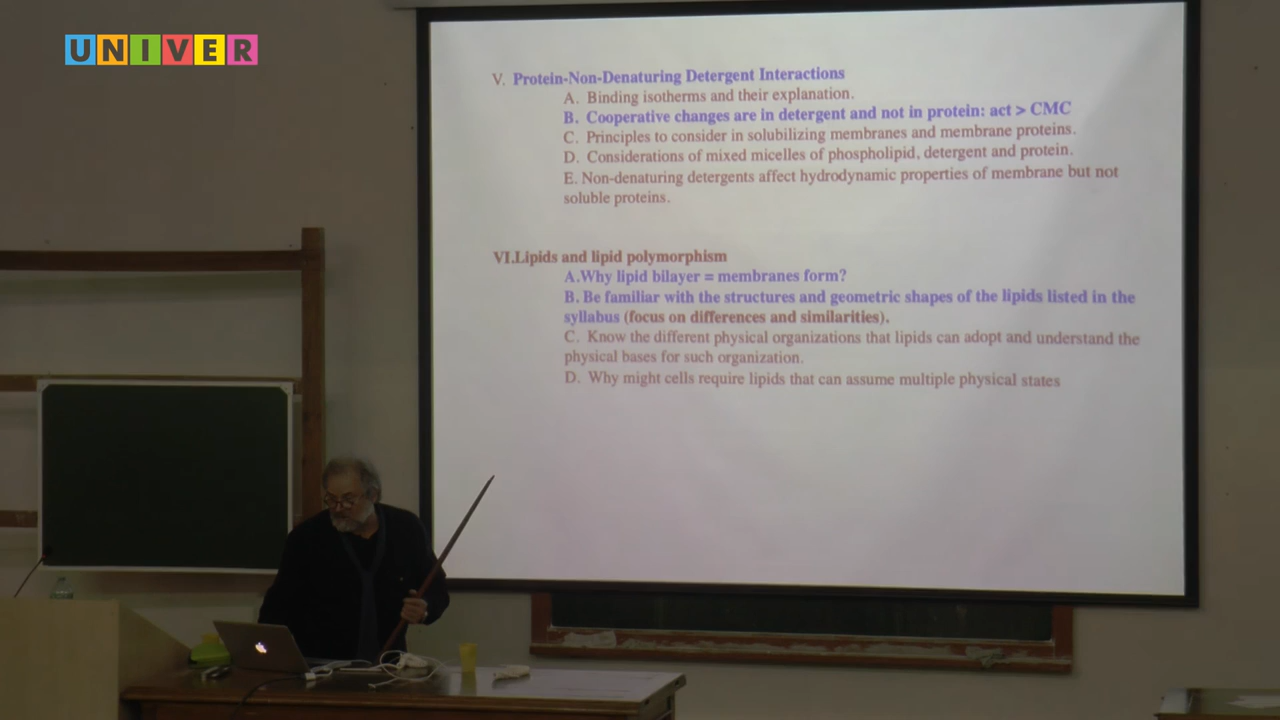 UNIVER
V. Protein-Non-Denaturing Detergent Interactions
A. Binding isotherms and their explanation.
B. Cooperative changes are in detergent and not in protein: act > CMC
C. Principles to consider in solubilizing membranes and membrane proteins.
D. Considerations of mixed micelles of phospholipid, detergent and protein.
E. Non-denaturing detergents affect hydrodynamic properties of membrane but not
soluble proteins.
VI.Lipids and lipid polymorphism
A.Why lipid bilayer = membranes form?
B. Be familiar with the structures and geometric shapes of the lipids listed in the
syllabus (focus on differences and similarities).
C. Know the different physical organizations that lipids can adopt and understand the
physical bases for such organization.
D. Why might cells require lipids that can assume multiple physical states